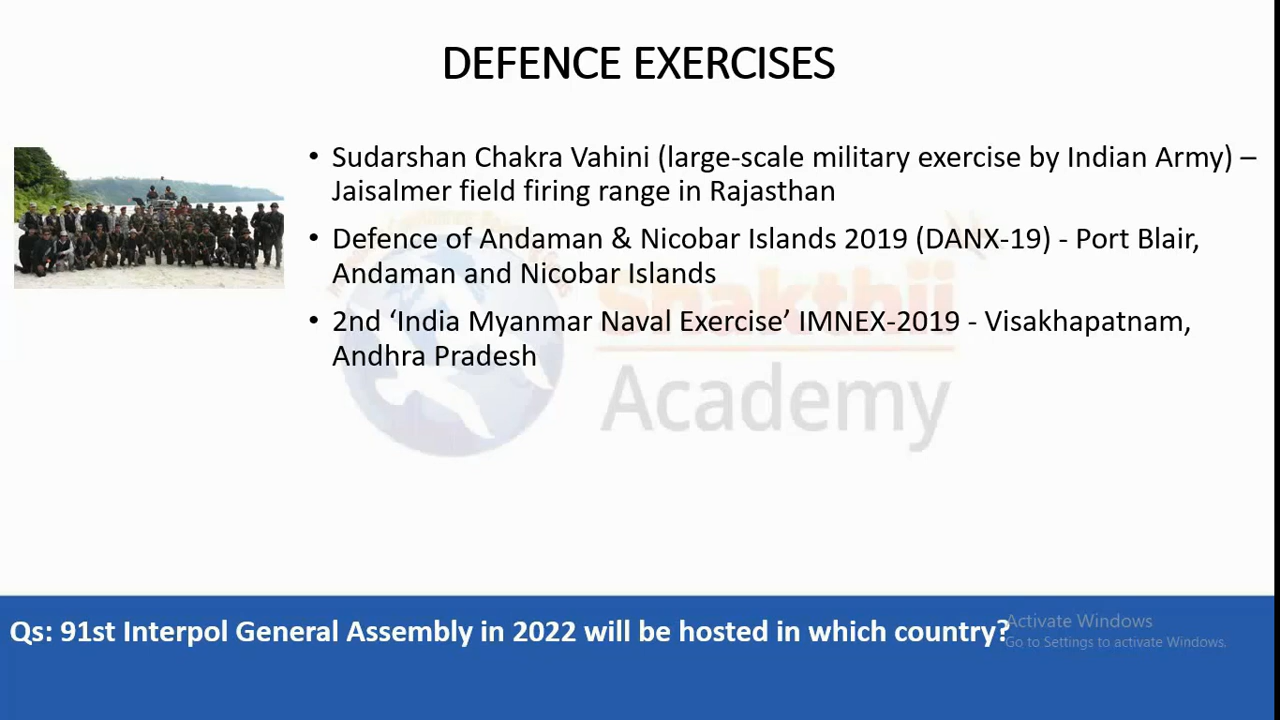 DEFENCE EXERCISES
• Sudarshan Chakra Vahini (large-scale military exercise by Indian Army) –
Jaisalmer field firing range in Rajasthan
• Defence of Andaman & Nicobar Islands 2019 (DANX-19) - Port Blair,
Andaman and Nicobar Islands
• 2nd ‘India Myanmar Naval Exercise’ IMNEX-2019 - Visakhapatnam,
Andhra Pradesh
Shakthii
Academy
Qs: 91st Interpol General Assembly in 2022 will be hosted in which country?
Activate Windows
Go to Settings to activate Windows.